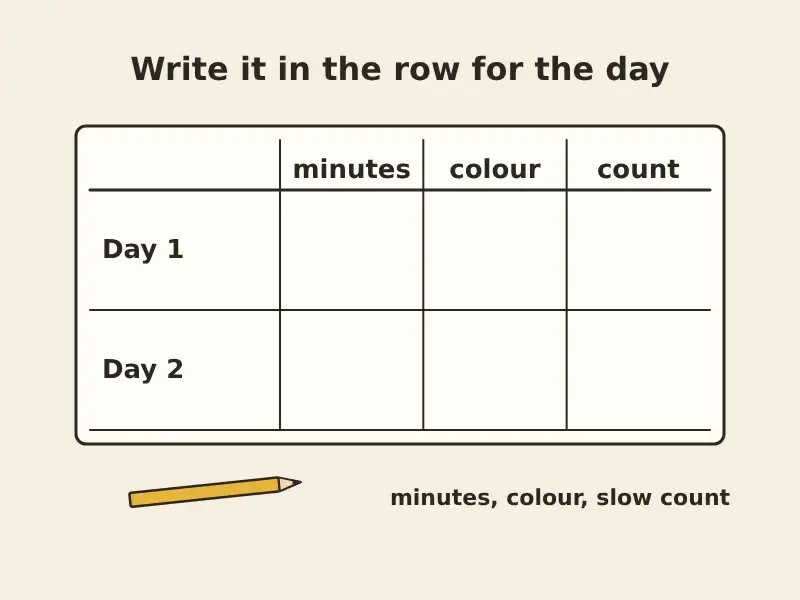 Write it in the row for the day
minutes colour count
Day 1
Day 2
minutes, colour, slow count